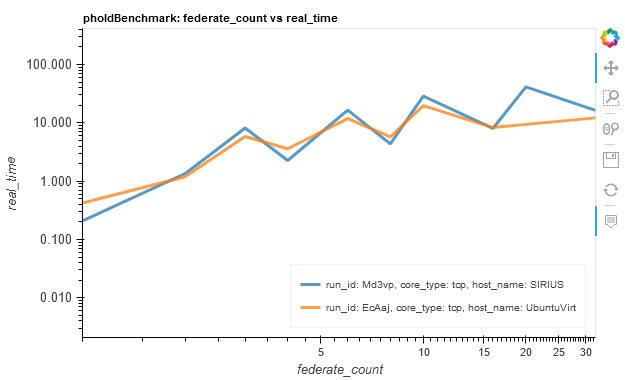 pholdBenchmark: federate_count vs real_time
100.000
10.000
1.000
0.100
0.010
real_time
run_id: Md3vp, core_type: tcp, host_name: SIRIUS
run_id: EcAaj, core_type: tcp, host_name: UbuntuVirt
5 10 15 20 25 30
federate_count